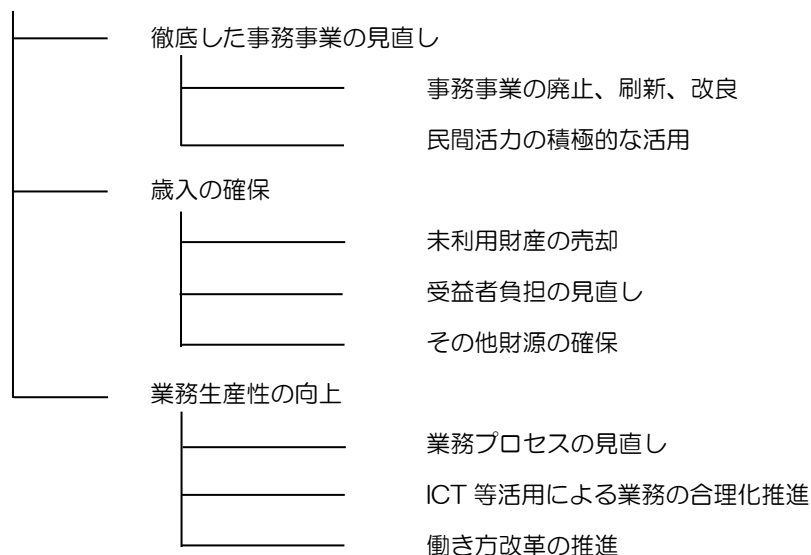 徹底した事務事業の見直し
事務事業の廃止、刷新、改良
民間活力の積極的な活用
歳入の確保
未利用財産の売却
受益者負担の見直し
その他財源の確保
業務生産性の向上
業務プロセスの見直し
ICT 等活用による業務の合理化推進
働き方改革の推進